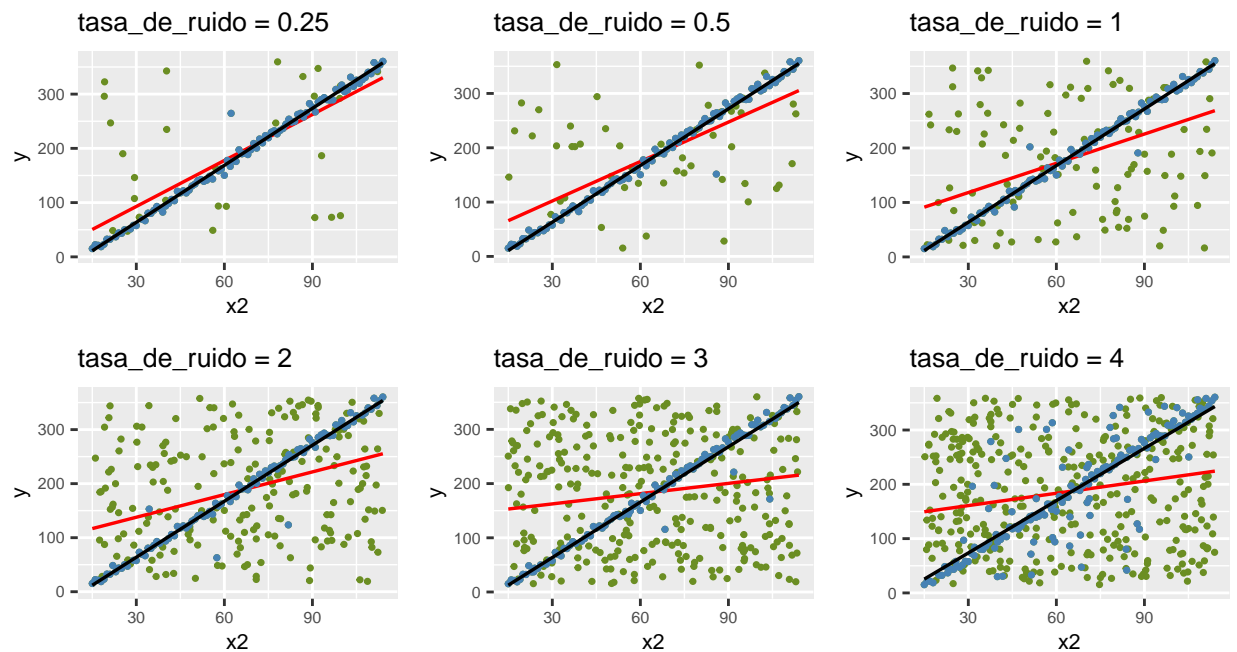 tasa_de_ruido = 0.25
300
200
100
0
y
30 60 90
x2
tasa_de_ruido = 0.5
300
200
100
0
y
30 60 90
x2
tasa_de_ruido = 1
300
200
100
0
y
30 60 90
x2
tasa_de_ruido = 2
300
200
100
0
y
30 60 90
x2
tasa_de_ruido = 3
300
200
100
0
y
30 60 90
x2
tasa_de_ruido = 4
300
200
100
0
y
30 60 90
x2